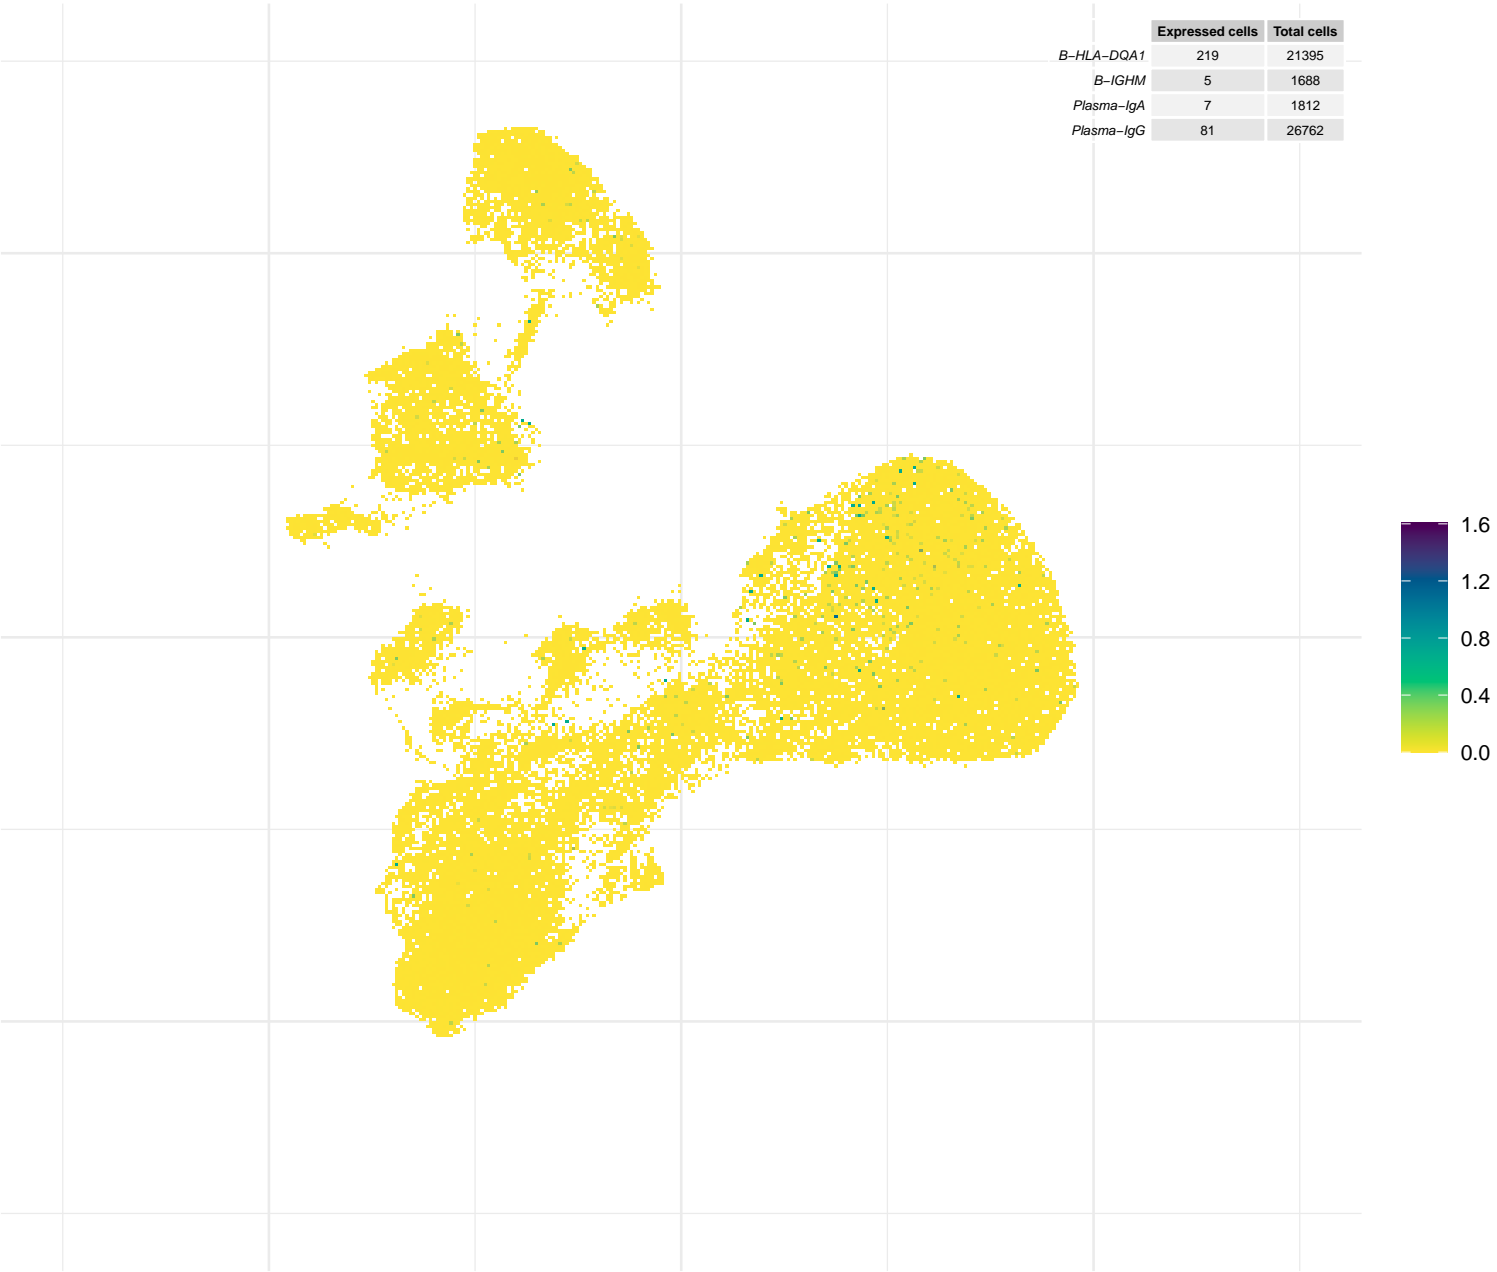 Expressed cells Total cells
B−HLA−DQA1 219 21395
B−IGHM 5 1688
Plasma−IgA 7 1812
Plasma−IgG 81 26762
1.6
1.2
0.8
0.4
0.0